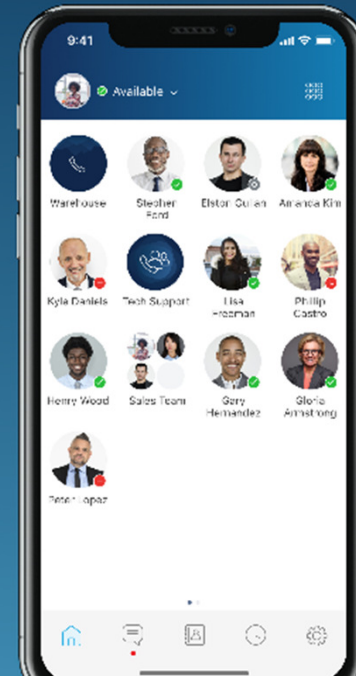 9:41
Available
Warehouse
Stephen
Ford
Elston Gullan
Amanda Kim
Kyle Daniels
Tech Support
Lisa
Freeman
Phillip
Castro
Henry Wood
Sales Team
Gary
Hernandez
Gloria
Armstrong
Peter Lopez